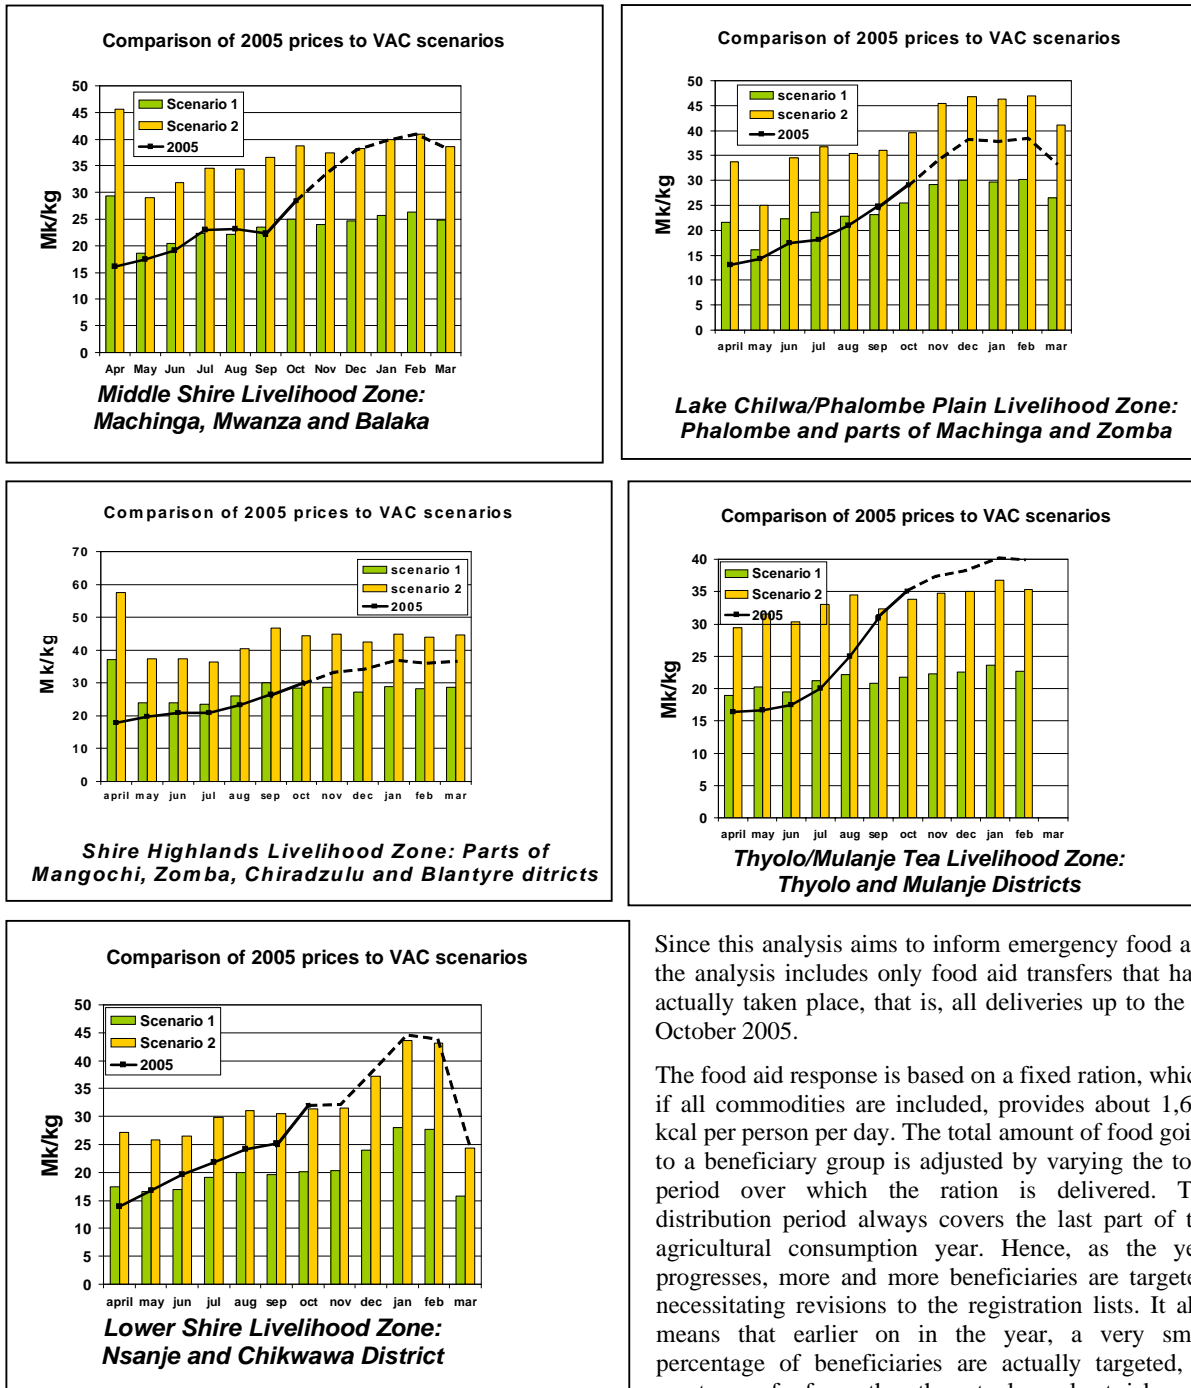 Comparison of 2005 prices to VAC scenarios
50
45
40
35
30
25
20
15
10
5
0
Mk/kg
Scenario 1
Scenario 2
2005
Apr May Jun Jul Aug Sep Oct Nov Dec Jan Feb Mar
Middle Shire Livelihood Zone:
Machinga, Mwanza and Balaka
Comparison of 2005 prices to VAC scenarios
50
45
40
35
30
25
20
15
10
5
0
Mk/kg
scenario 1
scenario 2
2005
april may jun jul aug sep oct nov dec jan feb mar
Lake Chilwa/Phalombe Plain Livelihood Zone:
Phalombe and parts of Machinga and Zomba
Comparison of 2005 prices to VAC scenarios
70
60
50
40
30
20
10
0
Mk/kg
scenario 1
scenario 2
2005
april may jun jul aug sep oct nov dec jan feb mar
Shire Highlands Livelihood Zone: Parts of
Mangochi, Zomba, Chiradzulu and Blantyre ditricts
Comparison of 2005 prices to VAC scenarios
40
35
30
25
20
15
10
5
0
Mk/kg
Scenario 1
Scenario 2
2005
april may jun jul aug sep oct nov dec jan feb mar
Thyolo/Mulanje Tea Livelihood Zone:
Thyolo and Mulanje Districts
Comparison of 2005 prices to VAC scenarios
50
45
40
35
30
25
20
15
10
5
0
Mk/kg
Scenario 1
Scenario 2
2005
april may jun jul aug sep oct nov dec jan feb mar
Lower Shire Livelihood Zone:
Nsanje and Chikwawa District
Since this analysis aims to inform emergency food a
the analysis includes only food aid transfers that ha
actually taken place, that is, all deliveries up to the
October 2005.
The food aid response is based on a fixed ration, whic
if all commodities are included, provides about 1,6
kcal per person per day. The total amount of food goi
to a beneficiary group is adjusted by varying the to
period over which the ration is delivered. T
distribution period always covers the last part of t
agricultural consumption year. Hence, as the ye
progresses, more and more beneficiaries are targete
necessitating revisions to the registration lists. It al
means that earlier on in the year, a very sm
percentage of beneficiaries are actually targeted,